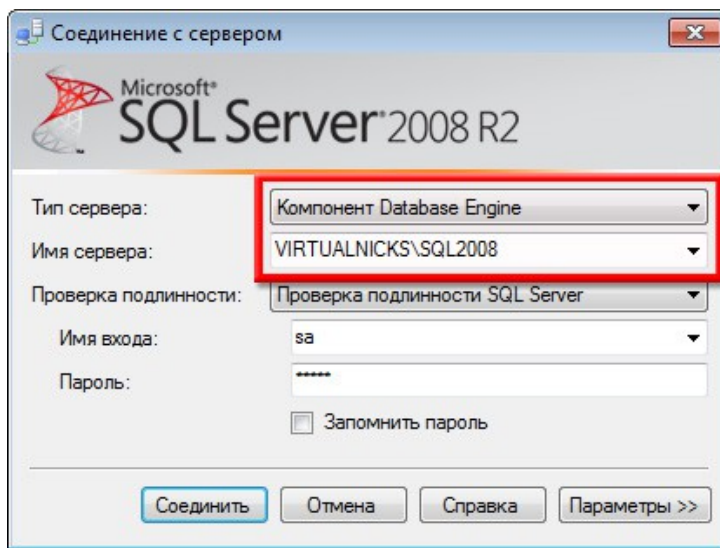 Соединение с сервером
Microsoft®
SQL Server® 2008 R2
Тип сервера: Компонент Database Engine
Имя сервера: VIRTUALNICKS\SQL2008
Проверка подлинности: Проверка подлинности SQL Server
Имя входа: sa
Пароль: *****
Запомнить пароль
Соединить Отмена Справка Параметры >>